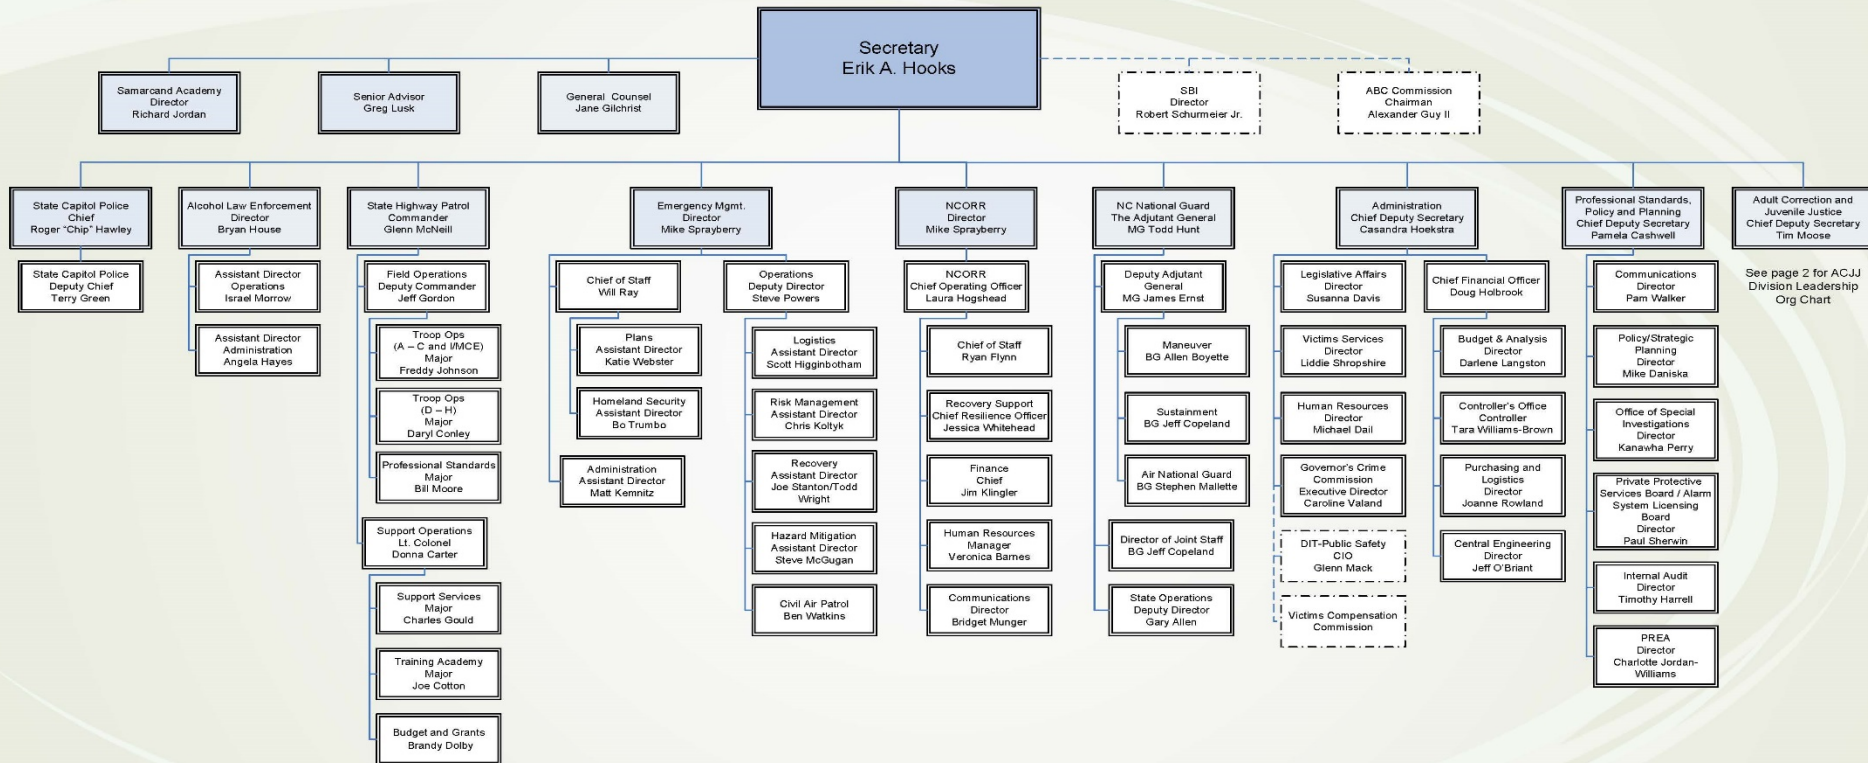 Secretary
Erik A. Hooks
Samarcand Academy
Director
Richard Jordan
Senior Advisor
Greg Lusk
General Counsel
Jane Gilchrist
SBI
Director
Robert Schurmeier Jr.
ABC Commission
Chairman
Alexander Guy II
State Capitol Police
Chief
Roger “Chip” Hawley
Alcohol Law Enforcement
Director
Bryan House
State Highway Patrol
Commander
Glenn McNeill
Emergency Mgmt.
Director
Mike Sprayberry
NCORR
Director
Mike Sprayberry
NC National Guard
The Adjutant General
MG Todd Hunt
Administration
Chief Deputy Secretary
Casandra Hoekstra
Professional Standards,
Policy and Planning
Chief Deputy Secretary
Pamela Cashwell
Adult Correction and
Juvenile Justice
Chief Deputy Secretary
Tim Moose
State Capitol Police
Deputy Chief
Terry Green
Assistant Director
Operations
Israel Morrow
Assistant Director
Administration
Angela Hayes
Field Operations
Deputy Commander
Jeff Gordon
Troop Ops
(A – C and I/MCE)
Major
Freddy Johnson
Troop Ops
(D – H)
Major
Daryl Conley
Professional Standards
Major
Bill Moore
Support Operations
Lt. Colonel
Donna Carter
Support Services
Major
Charles Gould
Training Academy
Major
Joe Cotton
Budget and Grants
Brandy Dolby
Chief of Staff
Will Ray
Plans
Assistant Director
Katie Webster
Homeland Security
Assistant Director
Bo Trumbo
Administration
Assistant Director
Matt Kemnitz
Operations
Deputy Director
Steve Powers
Logistics
Assistant Director
Scott Higginbotham
Risk Management
Assistant Director
Chris Koltyk
Recovery
Assistant Director
Joe Stanton/Todd
Wright
Hazard Mitigation
Assistant Director
Steve McGugan
Civil Air Patrol
Ben Watkins
NCORR
Chief Operating Officer
Laura Hogshead
Chief of Staff
Ryan Flynn
Recovery Support
Chief Resilience Officer
Jessica Whitehead
Finance
Chief
Jim Klingler
Human Resources
Manager
Veronica Barnes
Communications
Director
Bridget Munger
Deputy Adjutant
General
MG James Ernst
Maneuver
BG Allen Boyette
Sustainment
BG Jeff Copeland
Air National Guard
BG Stephen Mallette
Director of Joint Staff
BG Jeff Copeland
State Operations
Deputy Director
Gary Allen
Legislative Affairs
Director
Susanna Davis
Victims Services
Director
Liddie Shropshire
Human Resources
Director
Michael Dail
Governor’s Crime
Commission
Executive Director
Caroline Valand
DIT-Public Safety
CIO
Glenn Mack
Victims Compensation
Commission
Chief Financial Officer
Doug Holbrook
Budget & Analysis
Director
Darlene Langston
Controller’s Office
Controller
Tara Williams-Brown
Purchasing and
Logistics
Director
Joanne Rowland
Central Engineering
Director
Jeff O’Briant
Communications
Director
Pam Walker
Policy/Strategic
Planning
Director
Mike Daniska
Office of Special
Investigations
Director
Kanawha Perry
Private Protective
Services Board / Alarm
System Licensing
Board
Director
Paul Sherwin
Internal Audit
Director
Timothy Harrell
PREA
Director
Charlotte Jordan-
Williams
See page 2 for ACJJ
Division Leadership
Org Chart